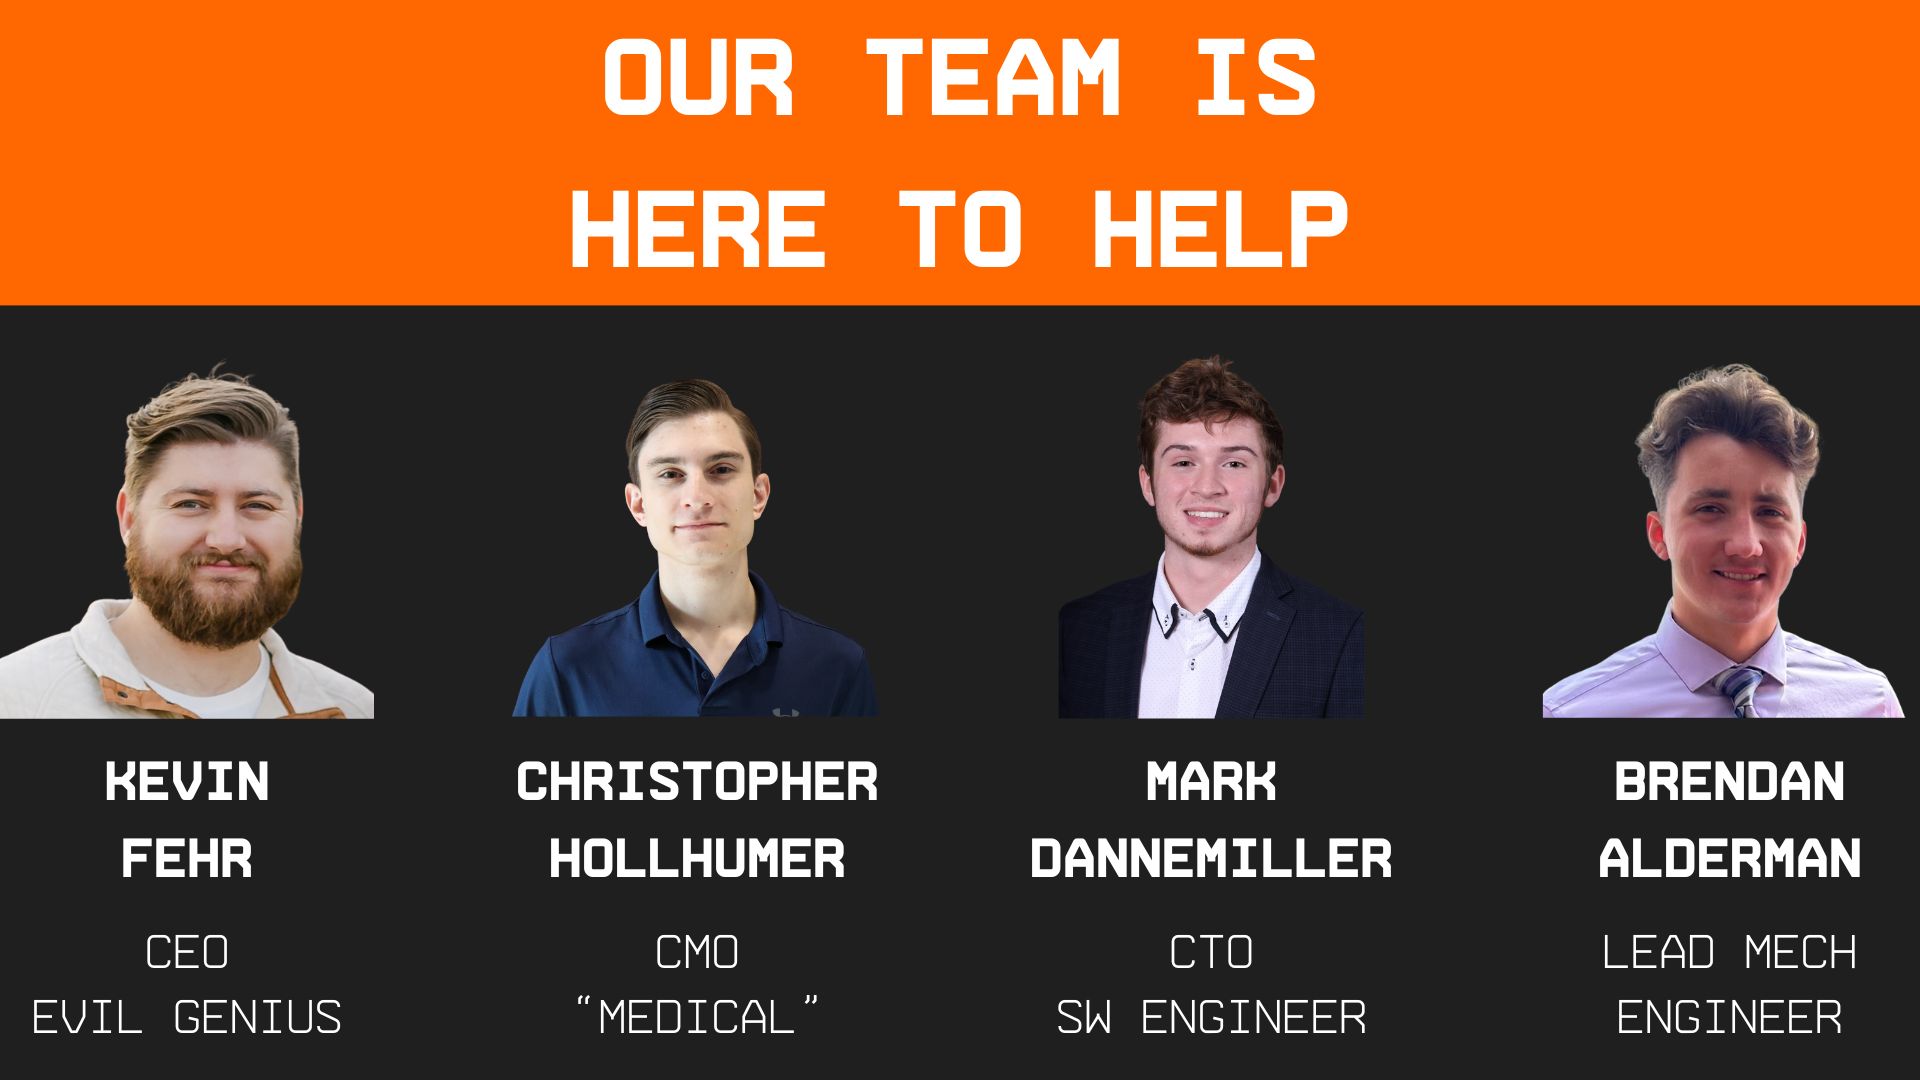 OUR TEAM IS
HERE TO HELP
KEVIN
FEHR
CEO
EVIL GENIUS
CHRISTOPHER
HOLLHUMER
CMO
“MEDICAL”
MARK
DANNEMILLER
CTO
SW ENGINEER
BRENDAN
ALDERMAN
LEAD MECH
ENGINEER